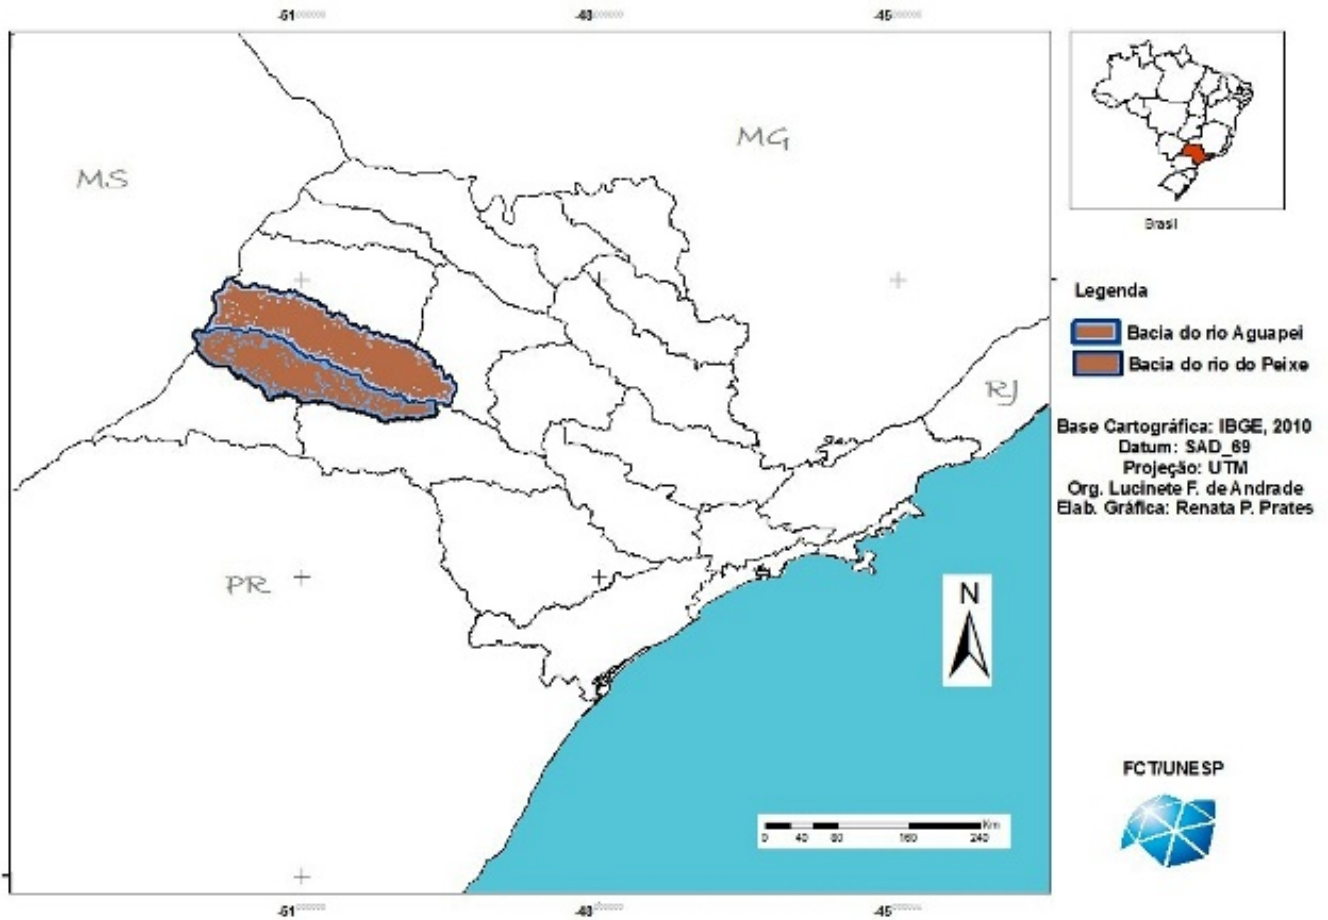 -51
-48
-45
MS
MG
RJ
PR
Brasil
Legenda
Bacia do rio Aguapei
Bacia do rio do Peixe
Base Cartográfica: IBGE, 2010
Datum: SAD_69
Projeção: UTM
Org. Lucinete F. de Andrade
Elab. Gráfica: Renata P. Prates
N
FCT/UNESP
0 40 80 160 240 Km
-51
-48
-45